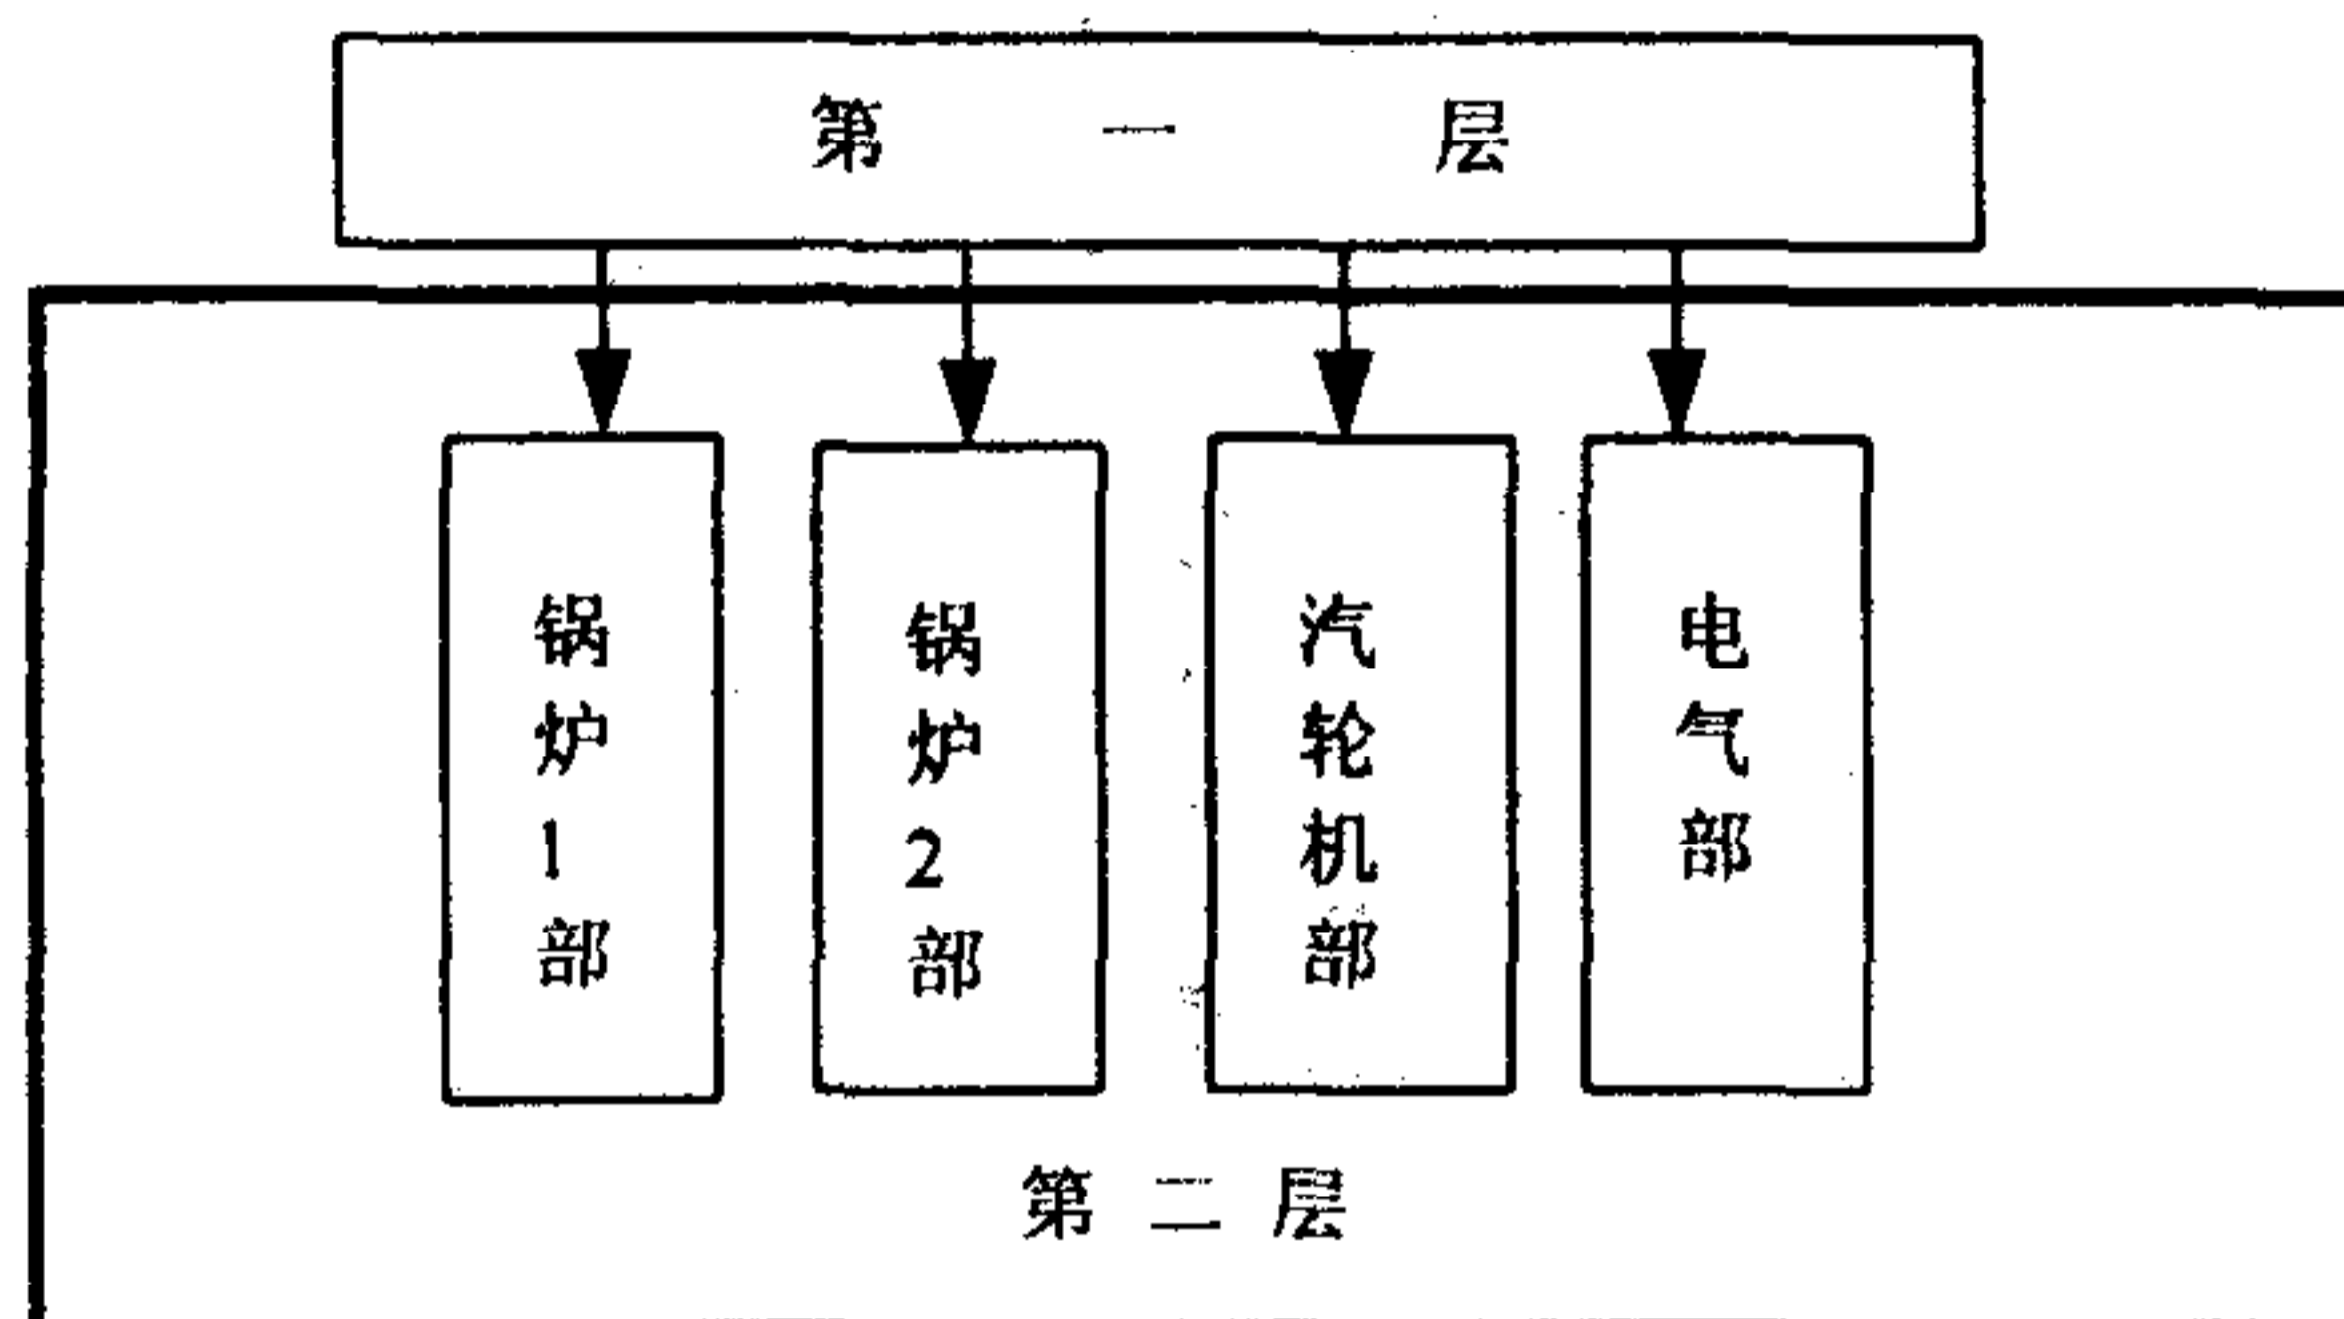 第一层
锅炉1部
锅炉2部
汽轮机部
电气部
第二层